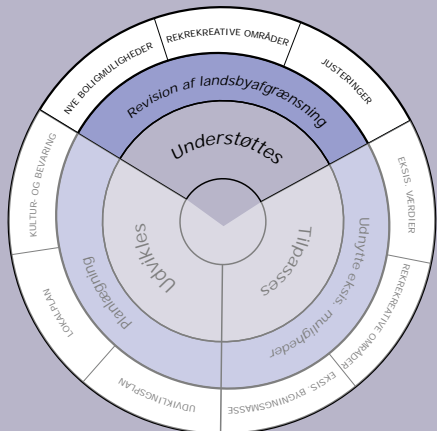 NYE BOLIGMULIGHEDER
REKREKREATIVE OMRÅDER
JUSTERINGER
Revision af landsbyafgrænsning
Understøttes
EKSIS. VÆRDIER
REKREKREATIVE OMRÅDER
EKSIS. BYGNINGSMASSE
Udnytte eksis. muligheder
Tilpasses
KULTUR- OG BEVARING
LOKALPLAN
UDVIKLINGSPLAN
Planlægning
Udvikles